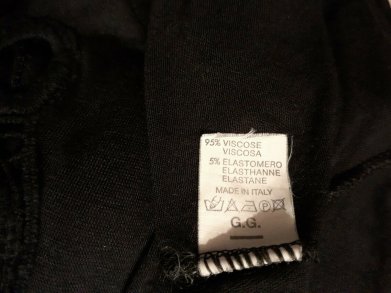 95% VISCOSE
VISCOSA
5% ELASTOMERO
ELASTHANNE
ELASTANE
MADE IN ITALY
G.G.